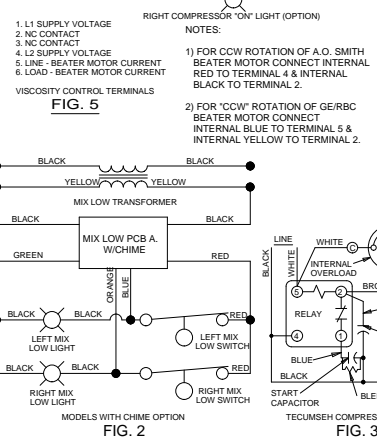 RIGHT COMPRESSOR "ON" LIGHT (OPTION)
1. L1 SUPPLY VOLTAGE
2. NC CONTACT
3. NC CONTACT
4. L2 SUPPLY VOLTAGE
5. LINE - BEATER MOTOR CURRENT
6. LOAD - BEATER MOTOR CURRENT
VISCOSITY CONTROL TERMINALS
FIG. 5
NOTES:
1) FOR CCW ROTATION OF A.O. SMITH
BEATER MOTOR CONNECT INTERNAL
RED TO TERMINAL 4 & INTERNAL
BLACK TO TERMINAL 2.
2) FOR "CCW" ROTATION OF GE/RBC
BEATER MOTOR CONNECT
INTERNAL BLUE TO TERMINAL 5 &
INTERNAL YELLOW TO TERMINAL 2.
BLACK BLACK
YELLOW YELLOW
MIX LOW TRANSFORMER
BLACK BLACK
MIX LOW PCB A.
W/CHIME
GREEN RED
ORANGE
BLUE
BLACK BLACK RED
LEFT MIX
LOW LIGHT
LEFT MIX
LOW SWITCH
BLACK BLACK RED
RIGHT MIX
LOW LIGHT
RIGHT MIX
LOW SWITCH
MODELS WITH CHIME OPTION
FIG. 2
LINE
WHITE
C
BLACK
WHITE
INTERNAL
OVERLOAD
5 2
RELAY
4 1
BLUE
BLACK
START
CAPACITOR
TECUMSEH
FIG. 3